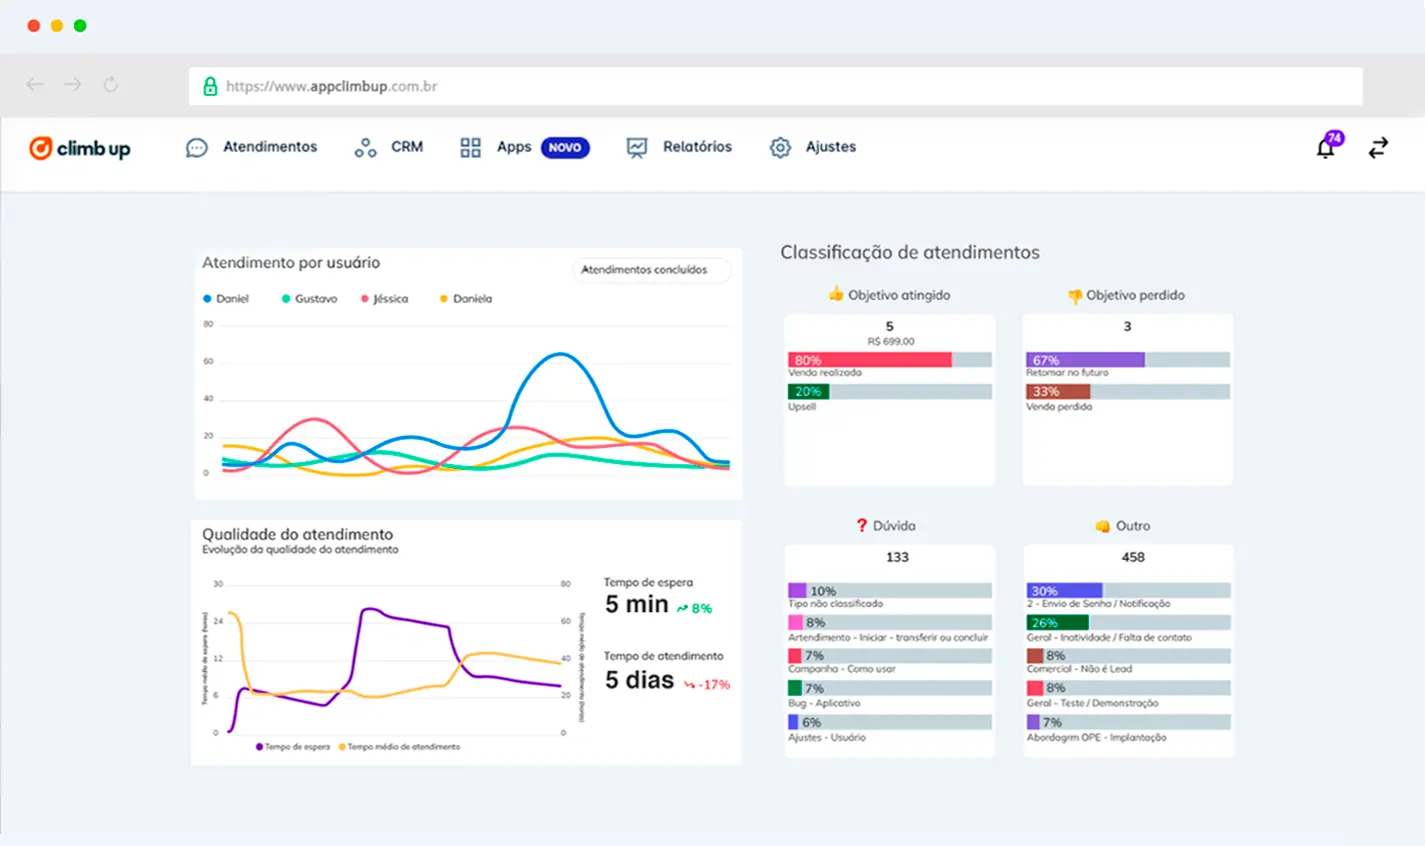 https://www.appclimbup.com.br
climb up
Atendimentos
CRM
Apps NOVO
Relatórios
Ajustes
74
Atendimento por usuário
Atendimentos concluídos
Daniel Gustavo Jéssica Daniela
80
60
40
20
0
Qualidade do atendimento
Evolução da qualidade do atendimento
Tempo médio de espera (horas)
30
24
12
6
0
80
60
40
20
0
Tempo médio de atendimento (horas)
Tempo de espera Tempo médio de atendimento
Tempo de espera
5 min 8%
Tempo de atendimento
5 dias -17%
Classificação de atendimentos
Objetivo atingido
5
R$ 699,00
80%
Venda realizada
20%
Upsell
Objetivo perdido
3
67%
Retomar no futuro
33%
Venda perdida
Dúvida
133
10%
Tipo não classificado
8%
Artendimento - Iniciar - transferir ou concluir
7%
Campanha - Como usar
7%
Bug - Aplicativo
6%
Ajustes - Usuário
Outro
458
30%
2 - Envio de Senha / Notificação
26%
Geral - Inatividade / Falta de contato
8%
Comercial - Não é Lead
8%
Geral - Teste / Demonstração
7%
Abordagrm OPE - Implantação